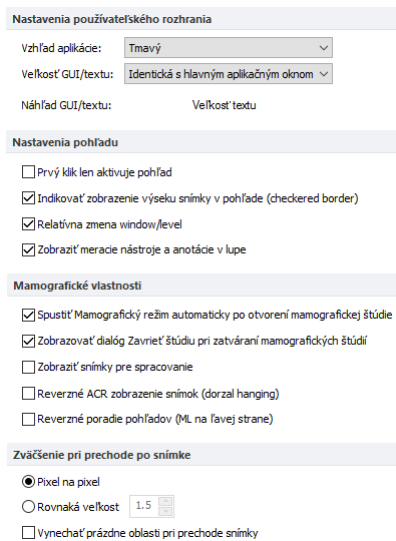 Nastavenia používateľského rozhrania
Vzhľad aplikácie: Tmavý
Veľkosť GUI/textu: Identická s hlavným aplikačným oknom
Náhľad GUI/textu: Veľkosť textu
Nastavenia pohľadu
Prvý klik len aktivuje pohľad
Indikovať zobrazenie výseku snímky v pohľade (checkered border)
Relatívna zmena window/level
Zobraziť meracie nástroje a anotácie v lupe
Mamografické vlastnosti
Spustiť Mamografický režim automaticky po otvorení mamografickej štúdie
Zobrazovať dialóg Zavrieť štúdiu pri zatváraní mamografických štúdií
Zobraziť snímky pre spracovanie
Reverzné ACR zobrazenie snímok (dorzal hanging)
Reverzné poradie pohľadov (ML na ľavej strane)
Zväčšenie pri prechode po snímke
Pixel na pixel
Rovnaká veľkost 1.5
Vynechať prázdne oblasti pri prechode snímky